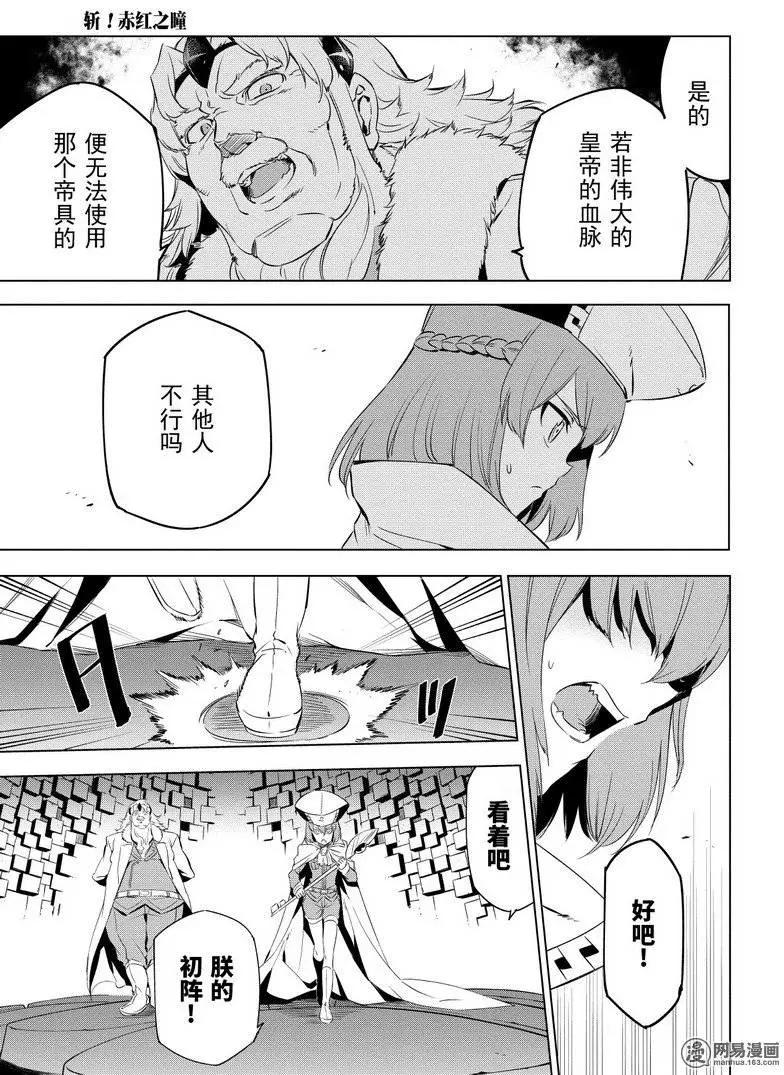 斩！赤红之瞳
是的
若非伟大的
皇帝的血脉
便无法使用
那个帝具的
其他人
不行吗
好吧！
看着吧
朕的
初阵！
网易漫画
manhua.163.com